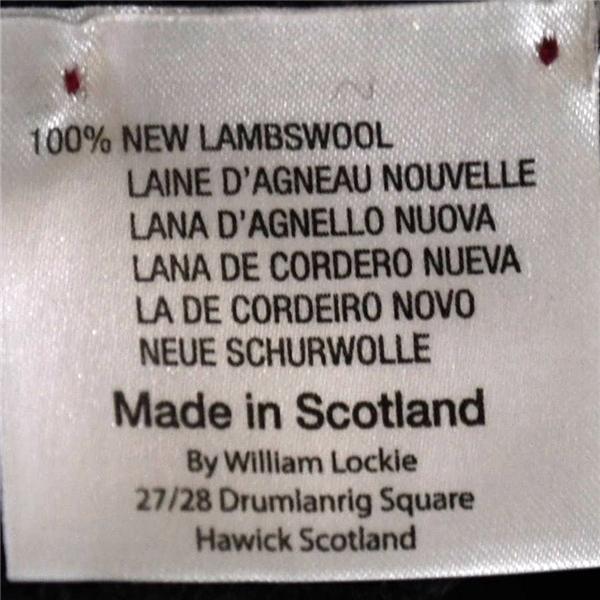 100% NEW LAMBSWOOL
LAINE D'AGNEAU NOUVELLE
LANA D'AGNELLO NUOVA
LANA DE CORDERO NUEVA
LA DE CORDEIRO NOVO
NEUE SCHURWOLLE
Made in Scotland
By William Lockie
27/28 Drumlanrig Square
Hawick Scotland